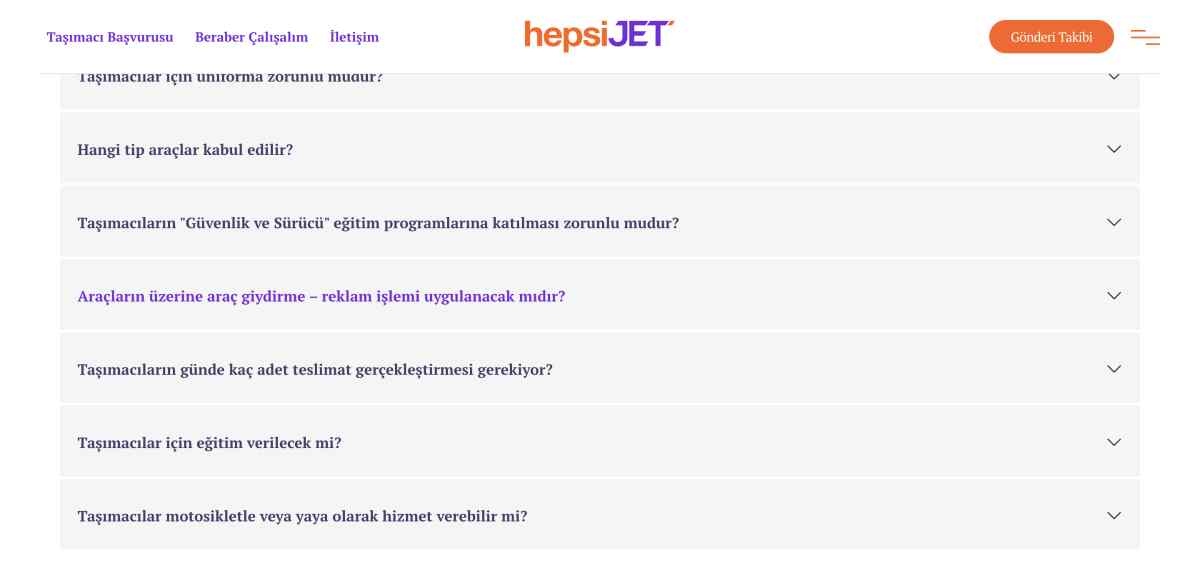 Taşımacı Başvurusu Beraber Çalışalım İletişim hepsiJET Gönderi Takibi
Taşımacılar için üniforma zorunlu mudur?
Hangi tip araçlar kabul edilir?
Taşımacıların "Güvenlik ve Sürücü" eğitim programlarına katılması zorunlu mudur?
Araçların üzerine araç giydirme – reklam işlemi uygulanacak mıdır?
Taşımacıların günde kaç adet teslimat gerçekleştirmesi gerekiyor?
Taşımacılar için eğitim verilecek mi?
Taşımacılar motosikletle veya yaya olarak hizmet verebilir mi?